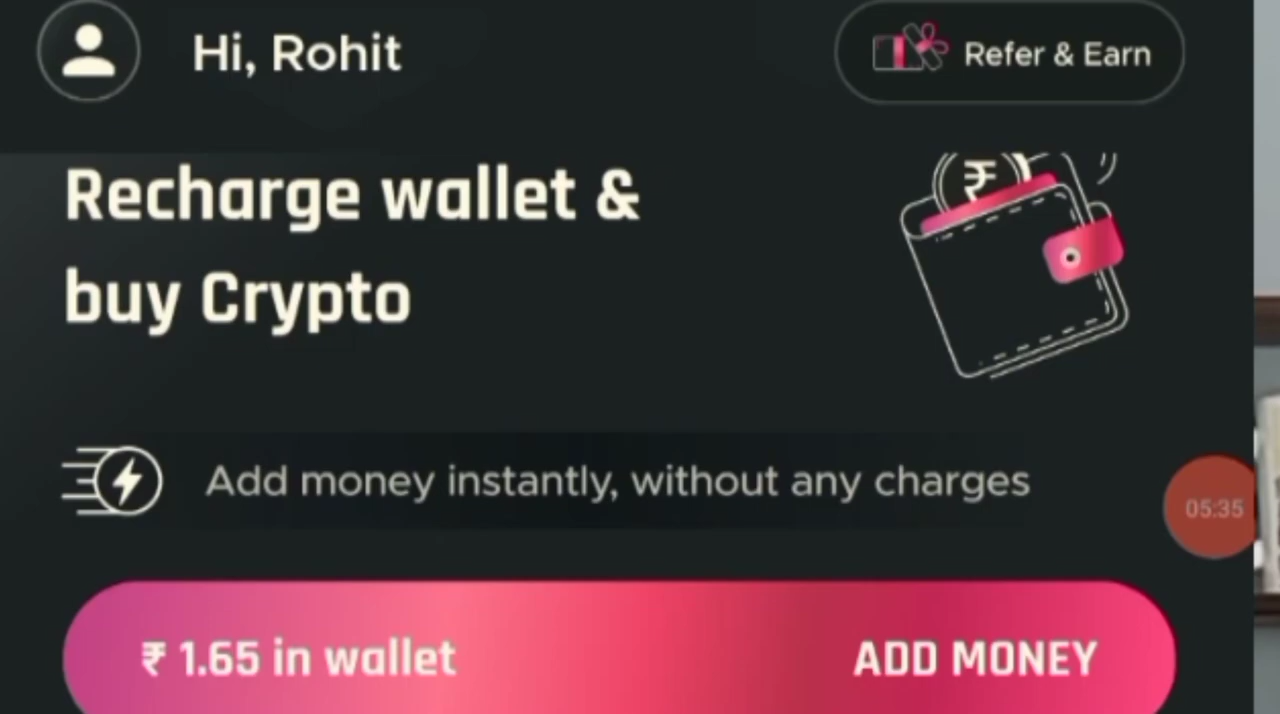 Hi, Rohit
Refer & Earn
Recharge wallet &
buy Crypto
₹
Add money instantly, without any charges
05:35
₹ 1.65 in wallet
ADD MONEY